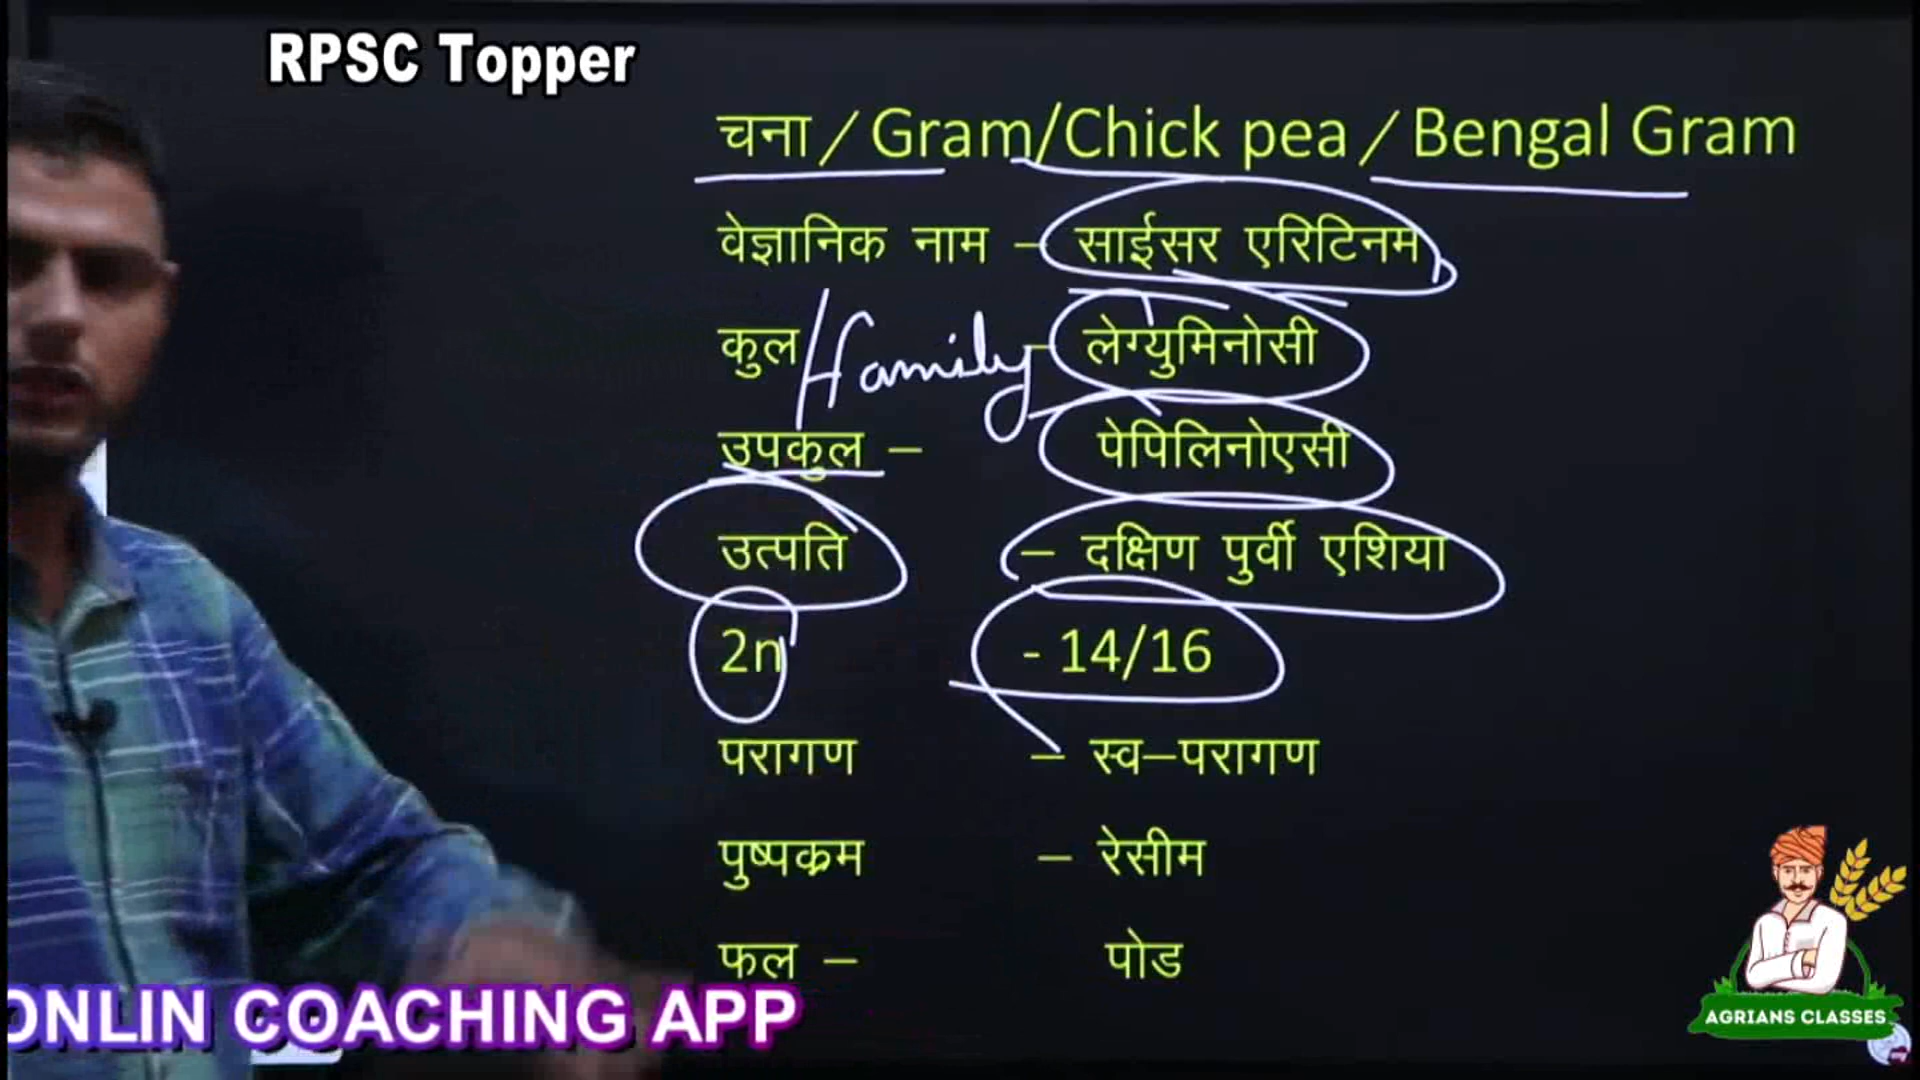 RPSC Topper
चना / Gram/Chick pea / Bengal Gram
वेज्ञानिक नाम – साईसर एरिटिनम
कुल/Family – लेग्युमिनोसी
उपकुल – पेपिलिनोएसी
उत्पति – दक्षिण पुर्वी एशिया
2n - 14/16
परागण – स्व–परागण
पुष्पक्रम – रेसीम
फल – पोड
ONLIN COACHING APP
AGRIANS CLASSES